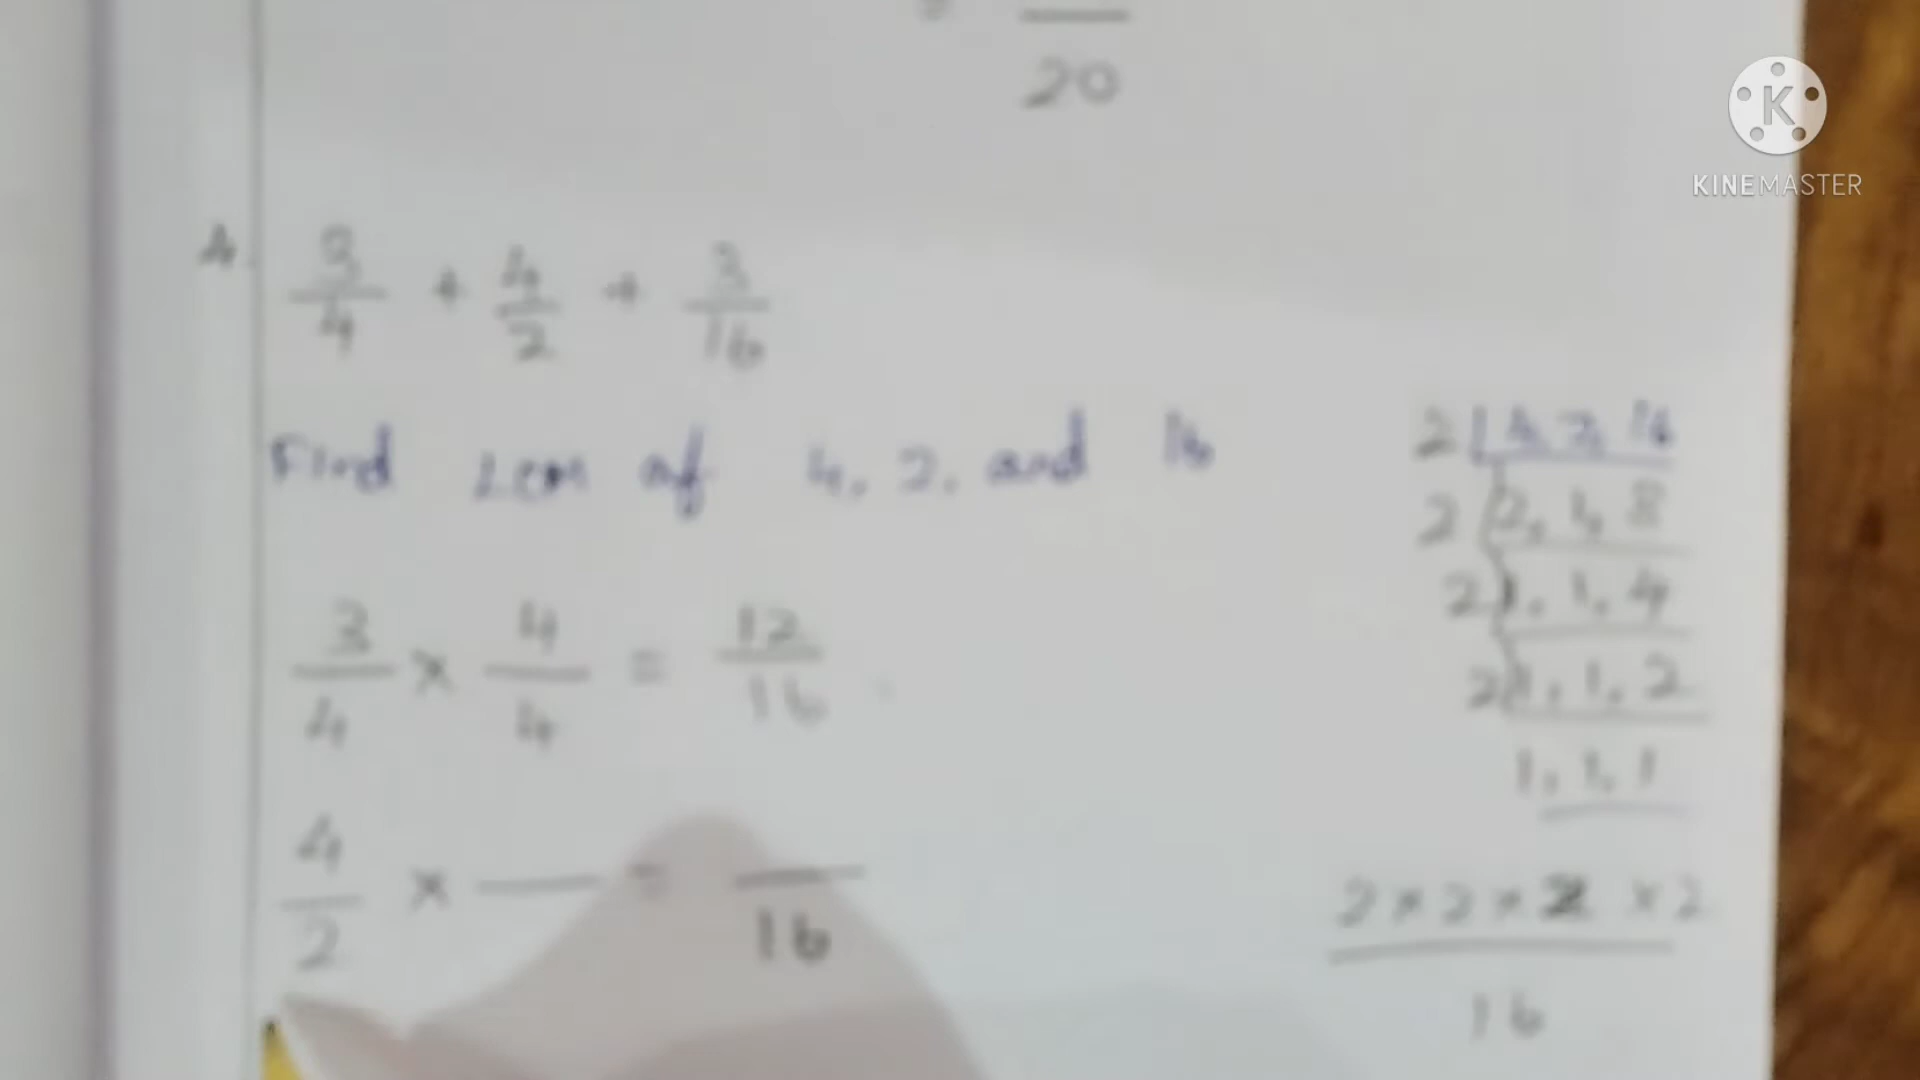 = —
20
KINEMASTER
4. 3/4 + 4/2 + 3/16
Find Lcm of 4, 2, and 16
3/4 × 4/4 = 12/16
4/2 × — = —/16
2 | 4, 2, 16
2 | 2, 1, 8
2 | 1, 1, 4
2 | 1, 1, 2
1, 1, 1
2 × 2 × 2 × 2
16